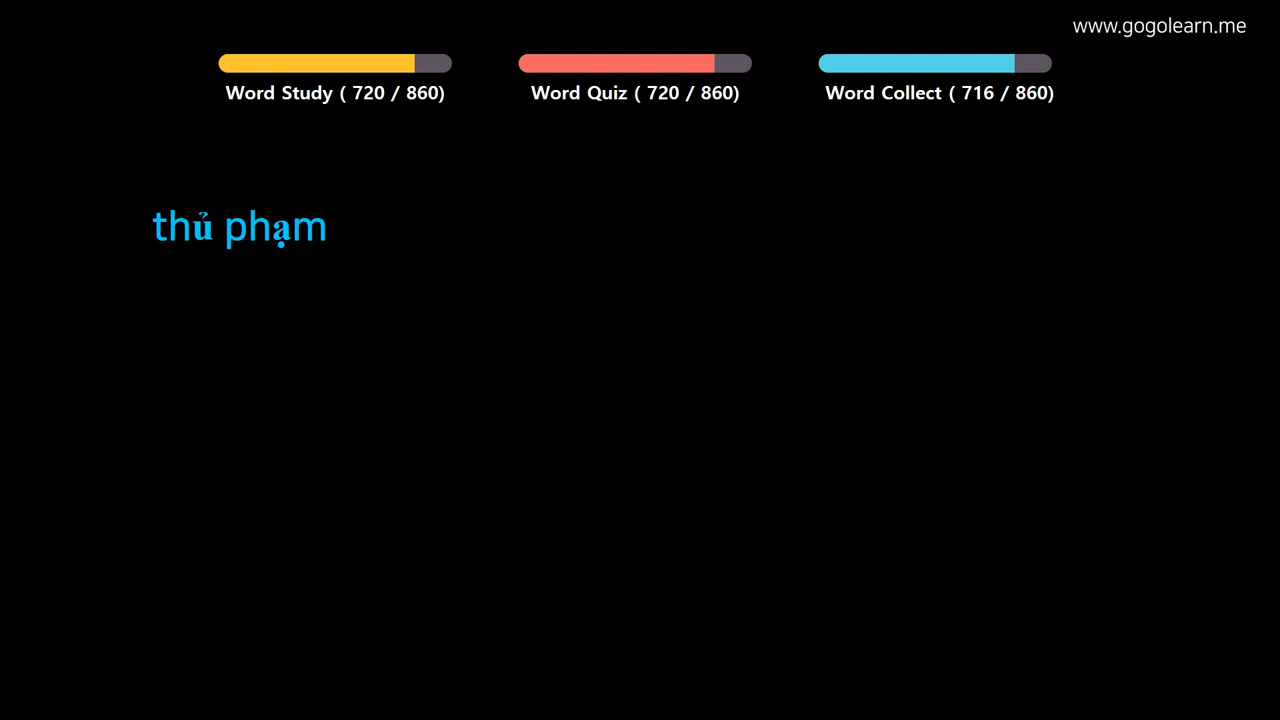 www.gogolearn.me
Word Study ( 720 / 860)
Word Quiz ( 720 / 860)
Word Collect ( 716 / 860)
thủ phạm